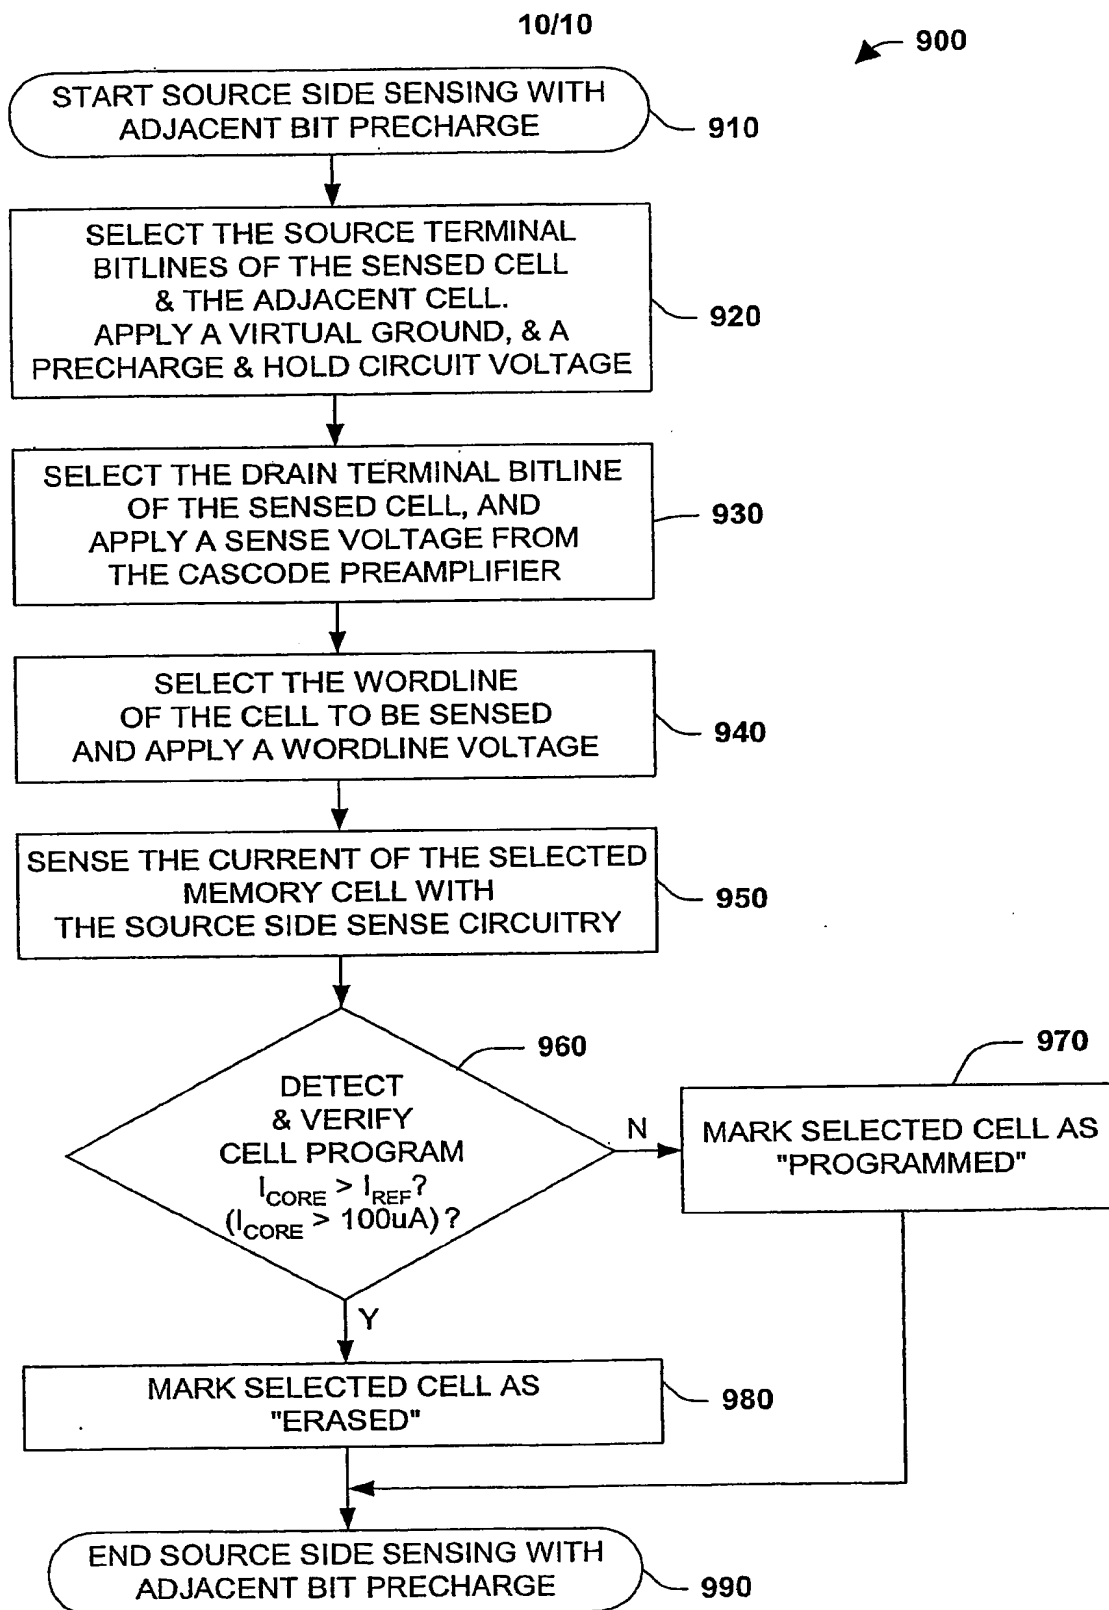 10/10
900
START SOURCE SIDE SENSING WITH
ADJACENT BIT PRECHARGE
910
SELECT THE SOURCE TERMINAL
BITLINES OF THE SENSED CELL
& THE ADJACENT CELL.
APPLY A VIRTUAL GROUND, & A
PRECHARGE & HOLD CIRCUIT VOLTAGE
920
SELECT THE DRAIN TERMINAL BITLINE
OF THE SENSED CELL, AND
APPLY A SENSE VOLTAGE FROM
THE CASCODE PREAMPLIFIER
930
SELECT THE WORDLINE
OF THE CELL TO BE SENSED
AND APPLY A WORDLINE VOLTAGE
940
SENSE THE CURRENT OF THE SELECTED
MEMORY CELL WITH
THE SOURCE SIDE SENSE CIRCUITRY
950
DETECT
& VERIFY
CELL PROGRAM
I_CORE > I_REF?
(I_CORE > 100uA) ?
960
N
MARK SELECTED CELL AS
"PROGRAMMED"
970
Y
MARK SELECTED CELL AS
"ERASED"
980
END SOURCE SIDE SENSING WITH
ADJACENT BIT PRECHARGE
990